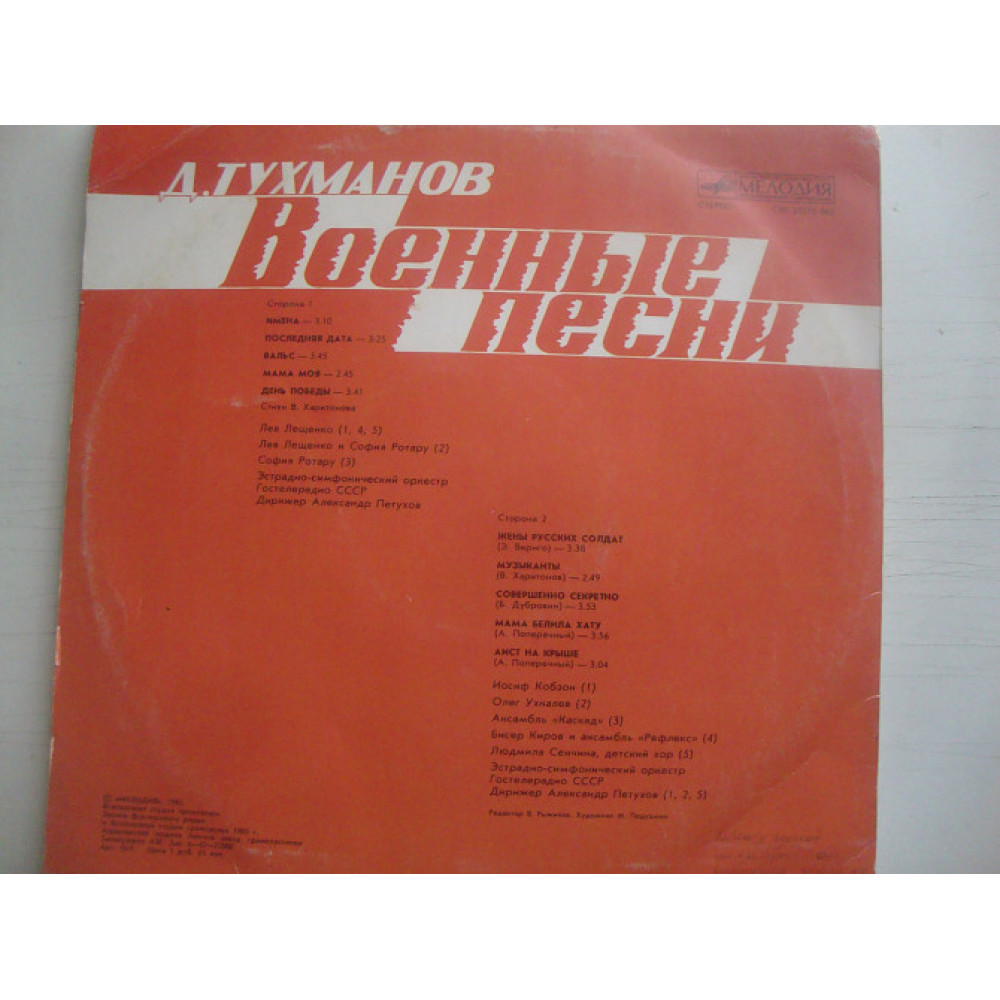 Д.ТУХМАНОВ
МЕЛОДИЯ
СТЕРЕО
Военные
песни
Сторона 1
ИМЕНА — 3.10
ПОСЛЕДНЯЯ ДАТА — 3.25
ВАЛЬС — 3.45
МАМА МОЯ — 2.45
ДЕНЬ ПОБЕДЫ — 3.41
Стихи В. Харитонова
Лев Лещенко (1, 4, 5)
Лев Лещенко и София Ротару (2)
София Ротару (3)
Эстрадно-симфонический оркестр
Гостелерадио СССР
Дирижер Александр Петухов
Сторона 2
ЖЕНЫ РУССКИХ СОЛДАТ
(Э. Вериго) — 3.38
МУЗЫКАНТЫ
(В. Харитонов) — 2.49
СОВЕРШЕННО СЕКРЕТНО
(Б. Дубровин) — 3.53
МАМА БЕЛИЛА ХАТУ
(А. Поперечный) — 3.56
АИСТ НА КРЫШЕ
(А. Поперечный) — 3.04
Иосиф Кобзон (1)
Олег Ухналев (2)
Ансамбль «Каскад» (3)
Бисер Киров и ансамбль «Рефлекс» (4)
Людмила Сенчина, детский хор (5)
Эстрадно-симфонический оркестр
Гостелерадио СССР
Дирижер Александр Петухов (1, 2, 5)
Редактор В. Рыжиков. Художник